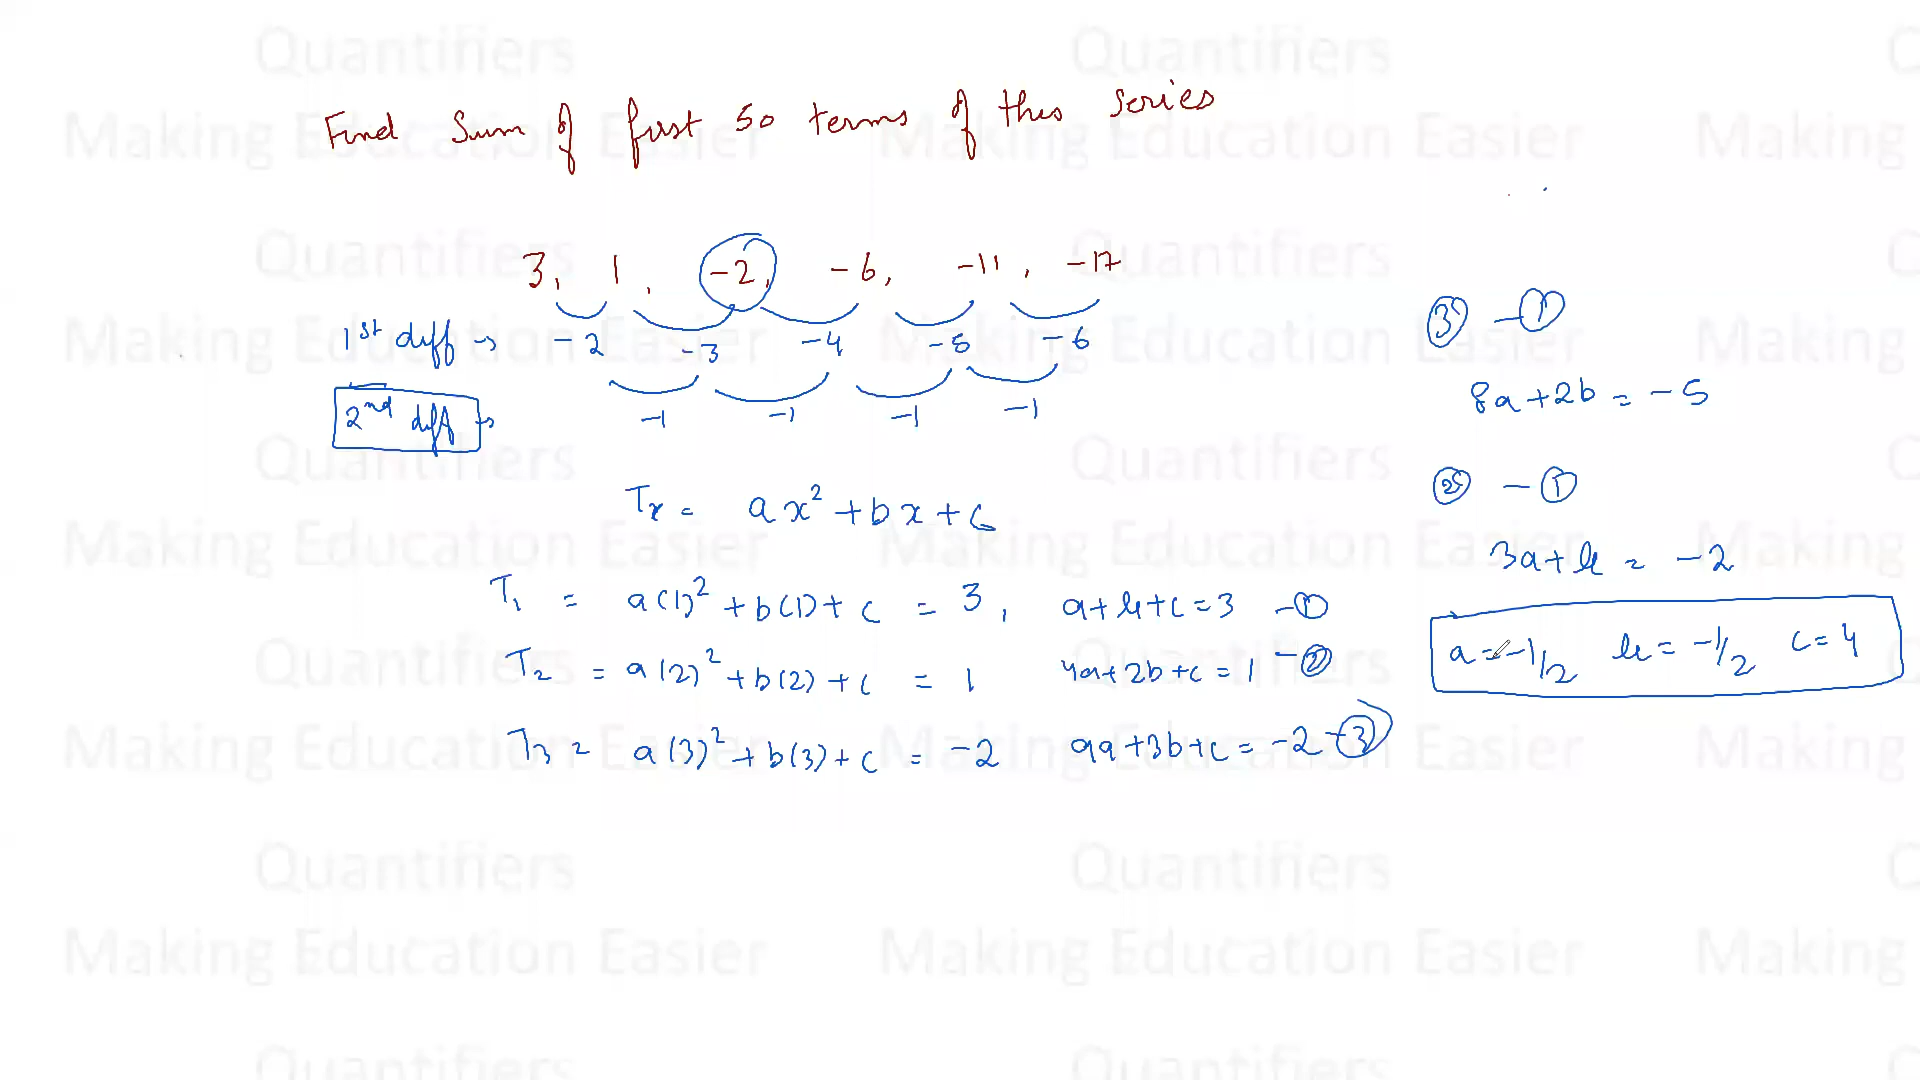 Find Sum of first 50 terms of this series
3, 1, -2, -6, -11, -17
1st diff → -2 -3 -4 -5 -6
2nd diff → -1 -1 -1 -1
Tx = ax² + bx + c
T1 = a(1)² + b(1) + c = 3, a+b+c=3 -①
T2 = a(2)² + b(2) + c = 1 4a+2b+c=1 -②
T3 = a(3)² + b(3) + c = -2 9a+3b+c=-2 -③
③ - ①
8a+2b = -5
② - ①
3a+b = -2
a=-1/2 b=-1/2 c=4
Quantifiers
Making Education Easier